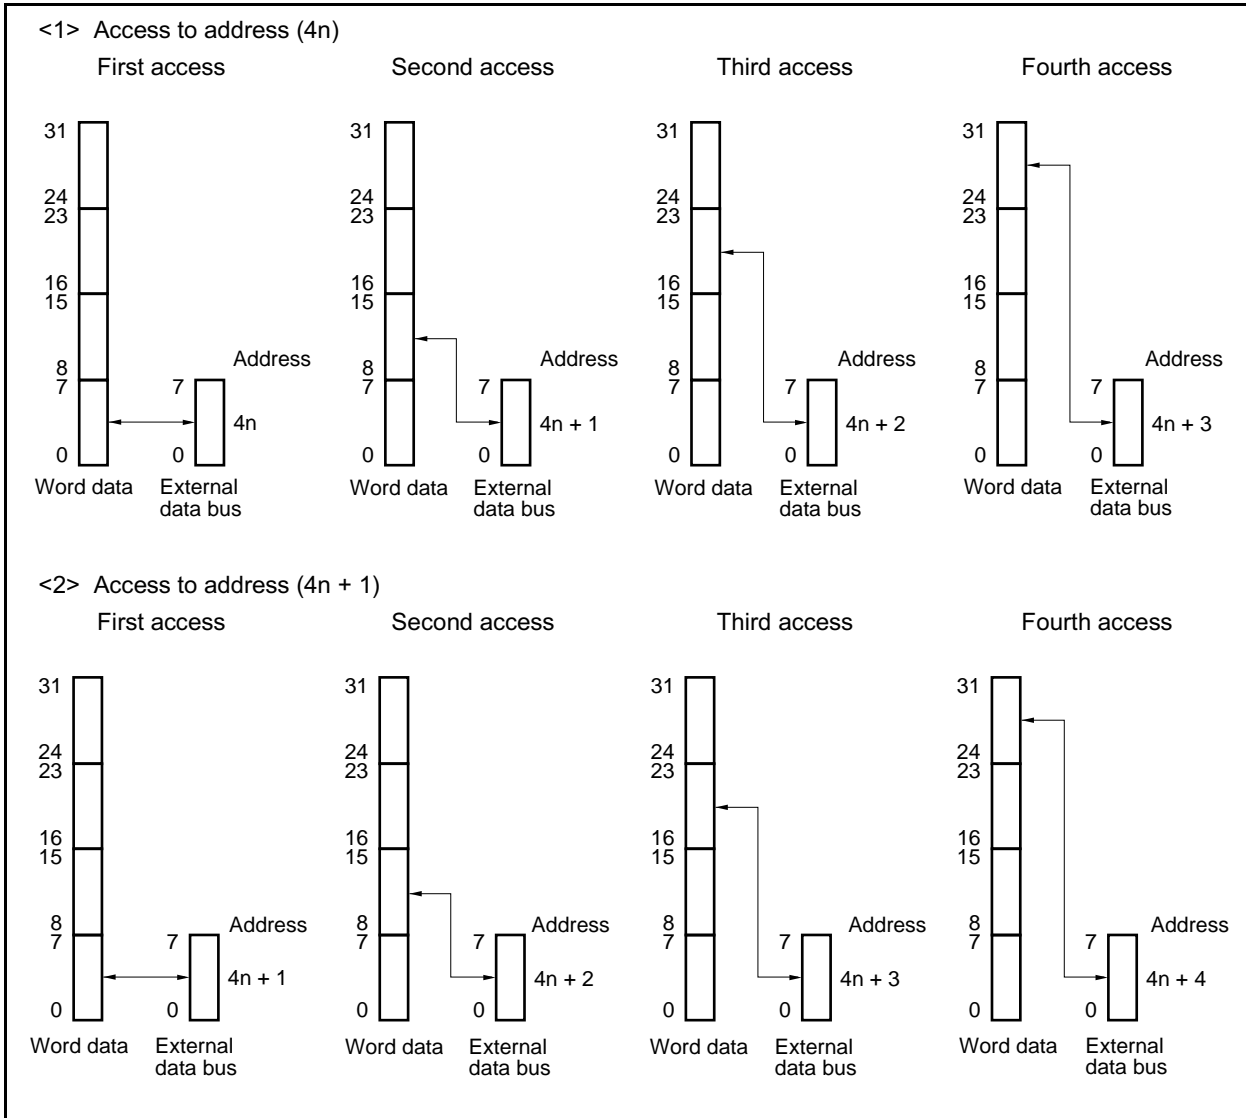 <1> Access to address (4n)
First access Second access Third access Fourth access
31 31 31 31
24 24 24 24
23 23 23 23
16 16 16 16
15 15 15 15
Address Address Address Address
8 8 8 8
7 7 7 7 7 7 7 7
4n 4n + 1 4n + 2 4n + 3
0 0 0 0 0 0 0 0
Word data External Word data External Word data External Word data External
data bus data bus data bus data bus
<2> Access to address (4n + 1)
First access Second access Third access Fourth access
31 31 31 31
24 24 24 24
23 23 23 23
16 16 16 16
15 15 15 15
Address Address Address Address
8 8 8 8
7 7 7 7 7 7 7 7
4n + 1 4n + 2 4n + 3 4n + 4
0 0 0 0 0 0 0 0
Word data External Word data External Word data External Word data External
data bus data bus data bus data bus